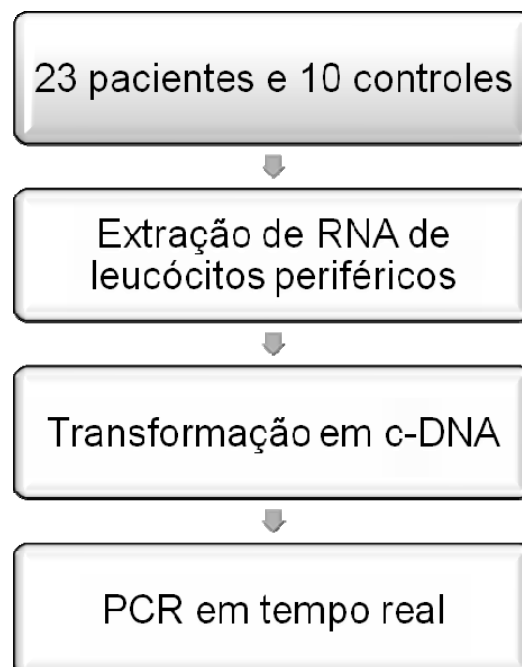 23 pacientes e 10 controles
Extração de RNA de
leucócitos periféricos
Transformação em c-DNA
PCR em tempo real